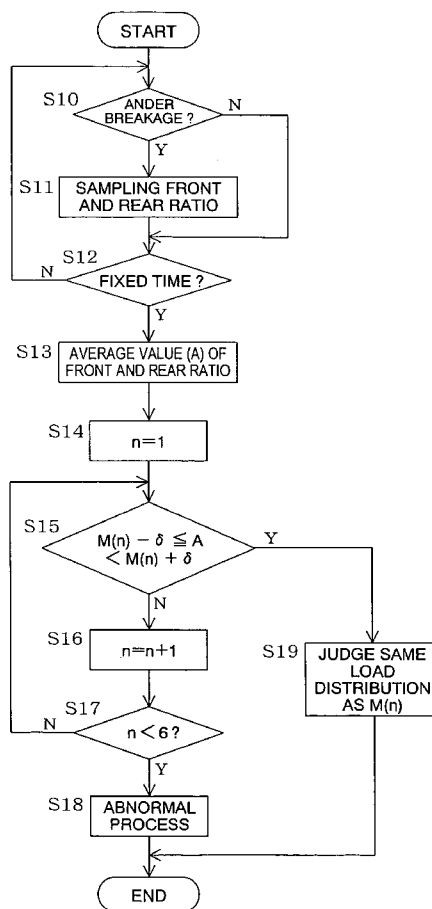 START
S10
ANDER
BREAKAGE ?
N
Y
S11
SAMPLING FRONT
AND REAR RATIO
S12
N
FIXED TIME ?
Y
S13
AVERAGE VALUE (A) OF
FRONT AND REAR RATIO
S14
n=1
S15
M(n) − δ ≦ A
< M(n) + δ
Y
N
S16
n=n+1
S19
JUDGE SAME
LOAD
DISTRIBUTION
AS M(n)
S17
N
n < 6 ?
Y
S18
ABNORMAL
PROCESS
END